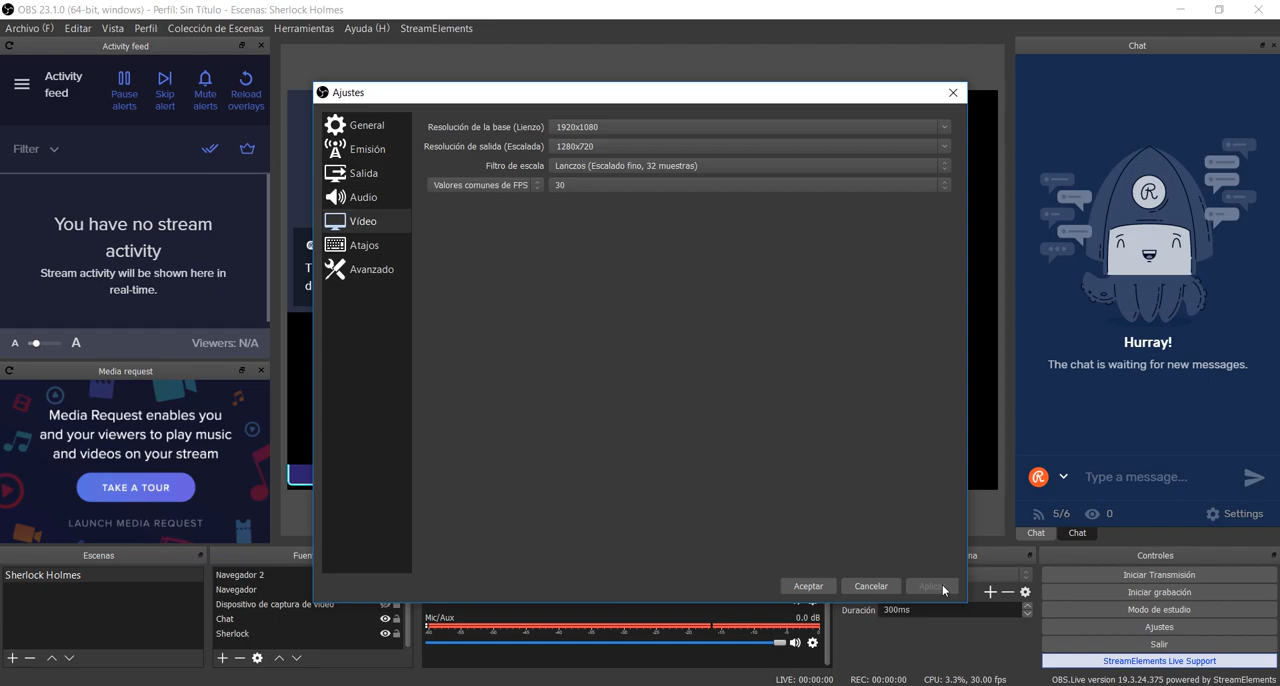 OBS 23.1.0 (64-bit, windows) - Perfil: Sin Título - Escenas: Sherlock Holmes
Archivo (F) Editar Vista Perfil Colección de Escenas Herramientas Ayuda (H) StreamElements
Activity feed
Activity
feed
Pause
alerts
Skip
alert
Mute
alerts
Reload
overlays
Filter
You have no stream
activity
Stream activity will be shown here in
real-time.
A A Viewers: N/A
Media request
Media Request enables you
and your viewers to play music
and videos on your stream
TAKE A TOUR
LAUNCH MEDIA REQUEST
Ajustes
General
Emisión
Salida
Audio
Vídeo
Atajos
Avanzado
Resolución de la base (Lienzo) 1920x1080
Resolución de salida (Escalada) 1280x720
Filtro de escala Lanczos (Escalado fino, 32 muestras)
Valores comunes de FPS 30
Aceptar Cancelar
Chat
Hurray!
The chat is waiting for new messages.
Type a message...
5/6 0 Settings
Chat Chat
Escenas
Sherlock Holmes
Navegador 2
Navegador
Dispositivo de captura de video
Chat
Sherlock
Mic/Aux 0.0 dB
Duración 300ms
Controles
Iniciar Transmisión
Iniciar grabación
Modo de estudio
Ajustes
Salir
StreamElements Live Support
LIVE: 00:00:00 REC: 00:00:00 CPU: 3.3%, 30.00 fps OBS.Live version 19.3.24.375 powered by StreamElements